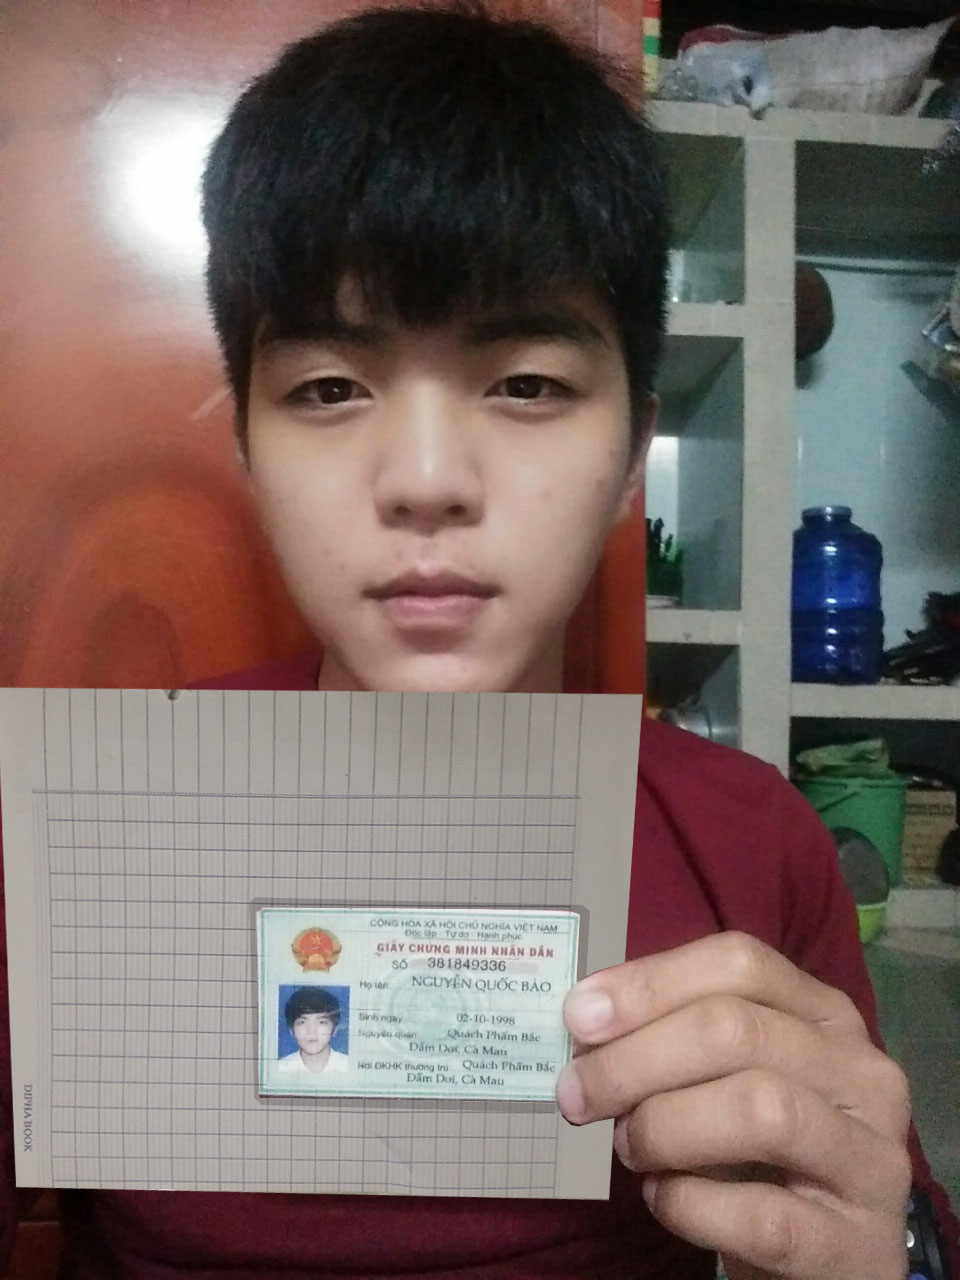 CỘNG HÒA XÃ HỘI CHỦ NGHĨA VIỆT NAM
Độc lập - Tự do - Hạnh phúc
GIẤY CHỨNG MINH NHÂN DÂN
SỐ 381849336
Họ tên NGUYỄN QUỐC BẢO
Sinh ngày 02-10-1998
Nguyên quán Quách Phẩm Bắc
Đầm Dơi, Cà Mau
Nơi ĐKHK thường trú Quách Phẩm Bắc
Đầm Dơi, Cà Mau
DUPHA BOOK